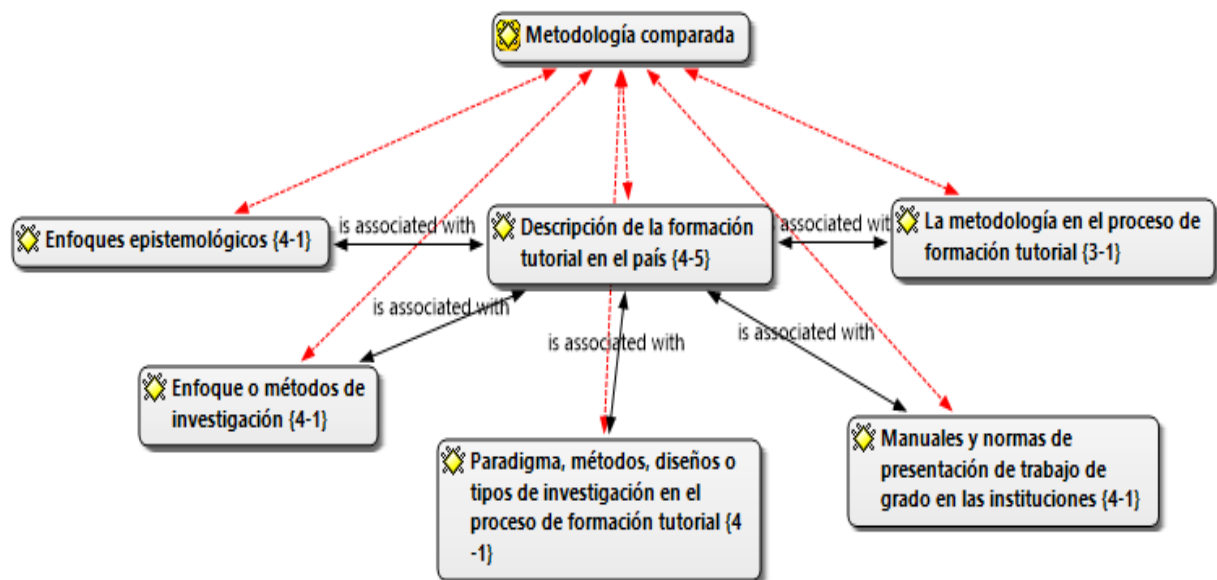 Metodología comparada
Enfoques epistemológicos {4-1}
is associated with
Descripción de la formación
tutorial en el país {4-5}
associated wit
La metodología en el proceso de
formación tutorial {3-1}
is associated with
is associated with
is associated with
Enfoque o métodos de
investigación {4-1}
Paradigma, métodos, diseños o
tipos de investigación en el
proceso de formación tutorial {4
-1}
Manuales y normas de
presentación de trabajo de
grado en las instituciones {4-1}